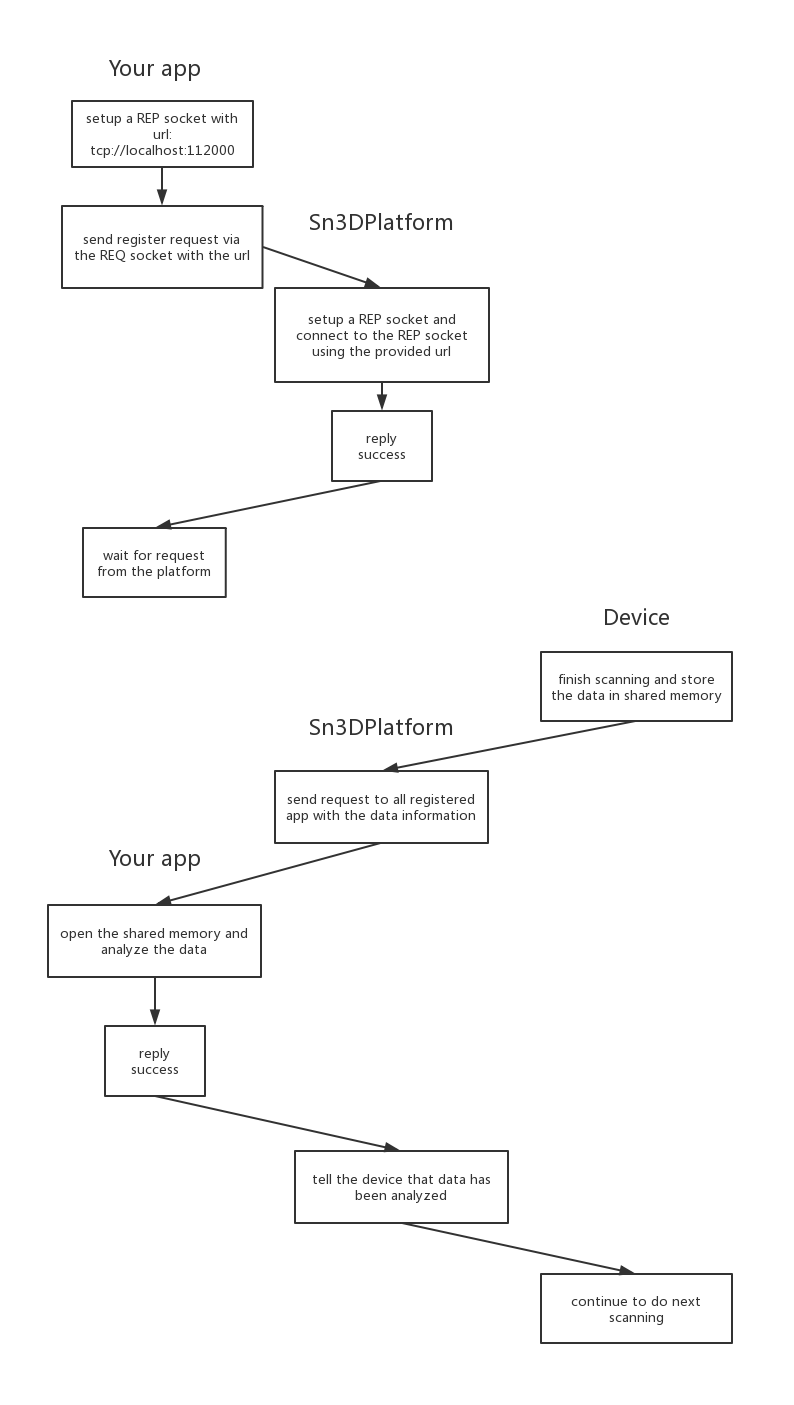 Your app
setup a REP socket with
url:
tcp://localhost:112000
send register request via
the REQ socket with the url
Sn3DPlatform
setup a REP socket and
connect to the REP socket
using the provided url
reply
success
wait for request
from the platform
Device
finish scanning and store
the data in shared memory
Sn3DPlatform
send request to all registered
app with the data information
Your app
open the shared memory and
analyze the data
reply
success
tell the device that data has
been analyzed
continue to do next
scanning